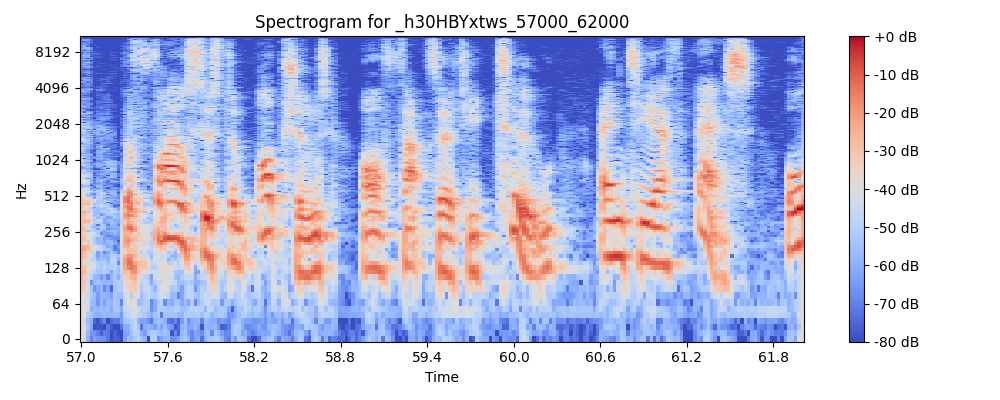 Spectrogram for _h30HBYxtws_57000_62000
8192
4096
2048
1024
512
256
128
64
0
Hz
57.0 57.6 58.2 58.8 59.4 60.0 60.6 61.2 61.8
Time
+0 dB
-10 dB
-20 dB
-30 dB
-40 dB
-50 dB
-60 dB
-70 dB
-80 dB